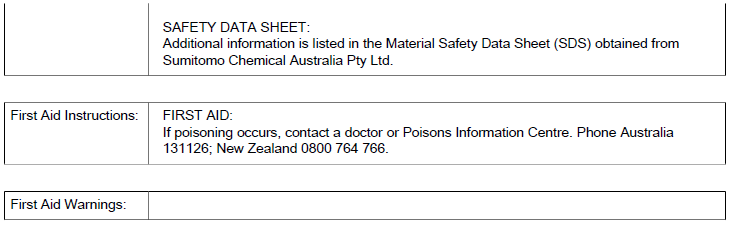 SAFETY DATA SHEET:
Additional information is listed in the Material Safety Data Sheet (SDS) obtained from
Sumitomo Chemical Australia Pty Ltd.
First Aid Instructions: FIRST AID:
If poisoning occurs, contact a doctor or Poisons Information Centre. Phone Australia
131126; New Zealand 0800 764 766.
First Aid Warnings: